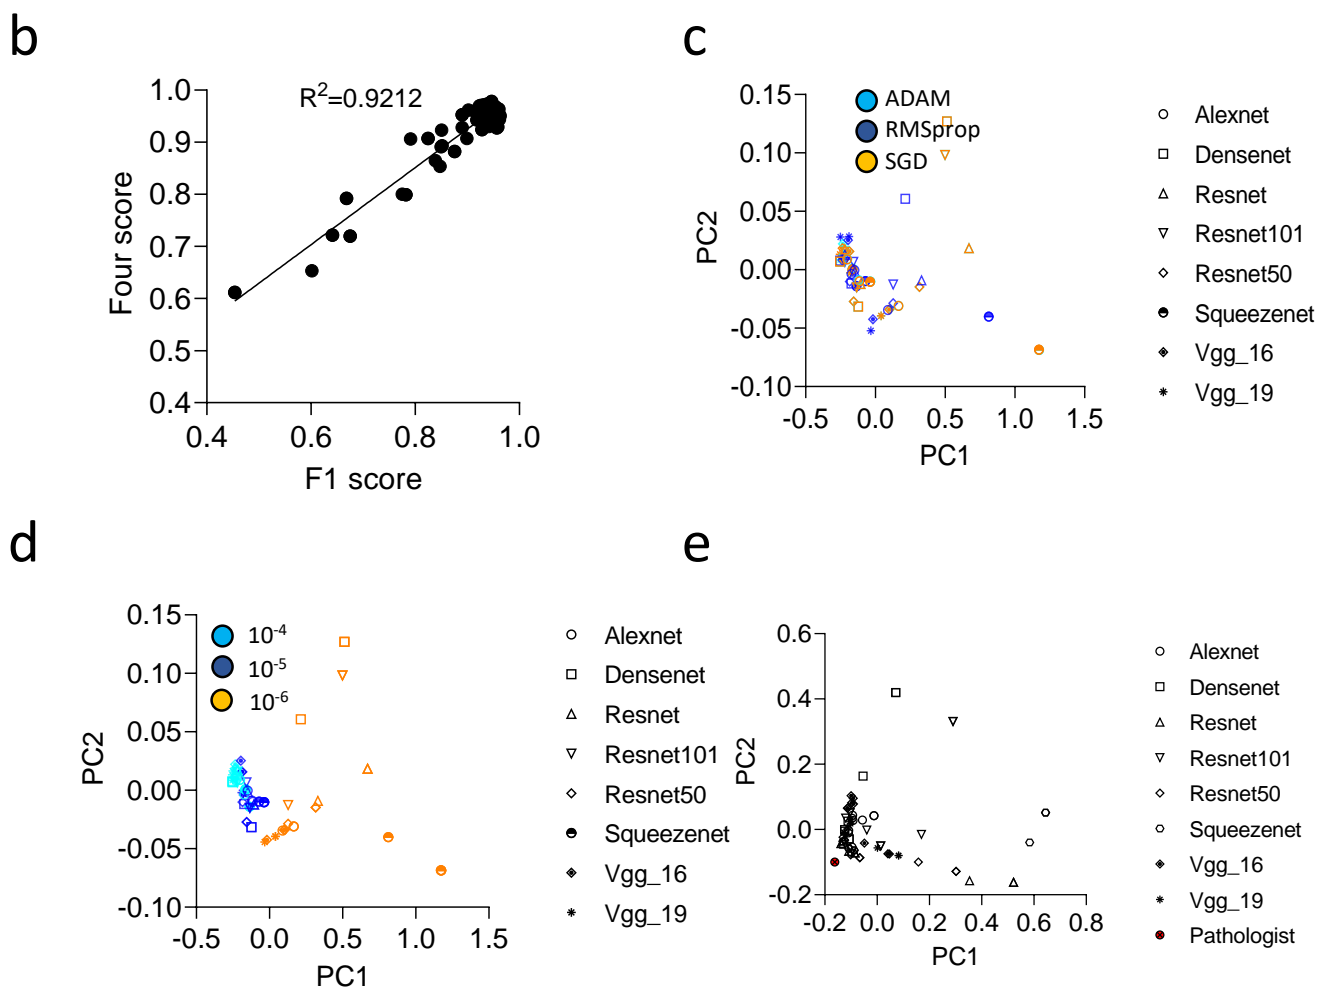 b
R²=0.9212
1.0
0.9
0.8
0.7
0.6
0.5
0.4
Four score
0.4 0.6 0.8 1.0
F1 score
c
0.15
0.10
0.05
0.00
-0.05
-0.10
PC2
ADAM
RMSprop
SGD
-0.5 0.0 0.5 1.0 1.5
PC1
Alexnet
Densenet
Resnet
Resnet101
Resnet50
Squeezenet
Vgg_16
Vgg_19
d
0.15
0.10
0.05
0.00
-0.05
-0.10
PC2
10⁻⁴
10⁻⁵
10⁻⁶
-0.5 0.0 0.5 1.0 1.5
PC1
Alexnet
Densenet
Resnet
Resnet101
Resnet50
Squeezenet
Vgg_16
Vgg_19
e
0.6
0.4
0.2
0.0
-0.2
PC2
-0.2 0.0 0.2 0.4 0.6 0.8
PC1
Alexnet
Densenet
Resnet
Resnet101
Resnet50
Squeezenet
Vgg_16
Vgg_19
Pathologist